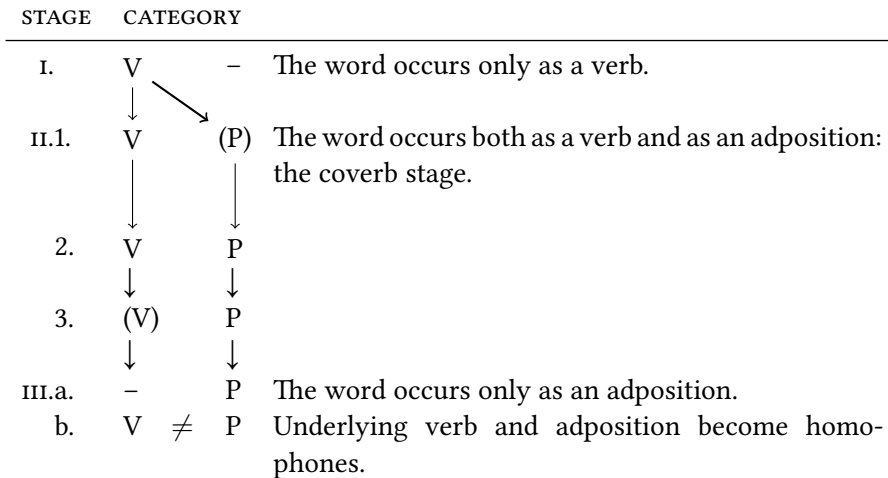 STAGE CATEGORY
I. V – The word occurs only as a verb.
II.1. V (P) The word occurs both as a verb and as an adposition:
the coverb stage.
2. V P
3. (V) P
III.a. – P The word occurs only as an adposition.
b. V ≠ P Underlying verb and adposition become homo-
phones.